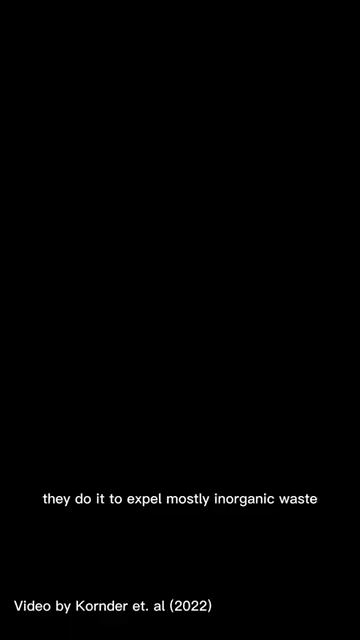 they do it to expel mostly inorganic waste
Video by Kornder et. al (2022)